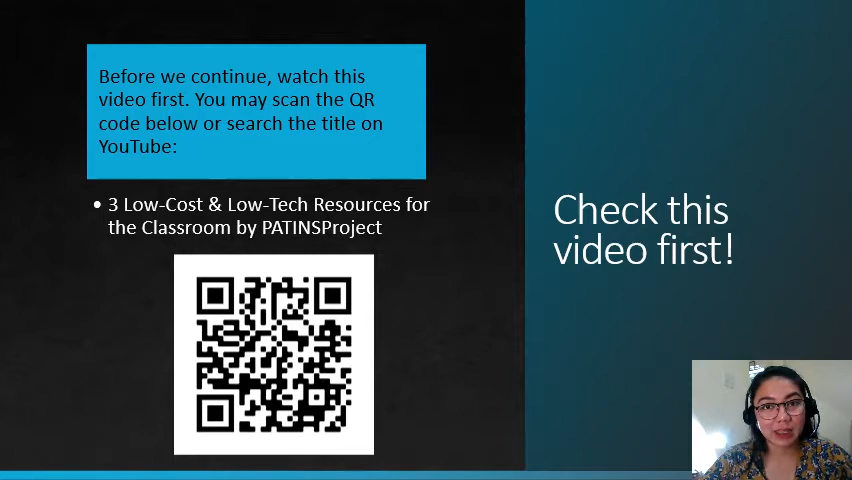 Before we continue, watch this
video first. You may scan the QR
code below or search the title on
YouTube:
• 3 Low-Cost & Low-Tech Resources for
the Classroom by PATINSProject
Check this
video first!